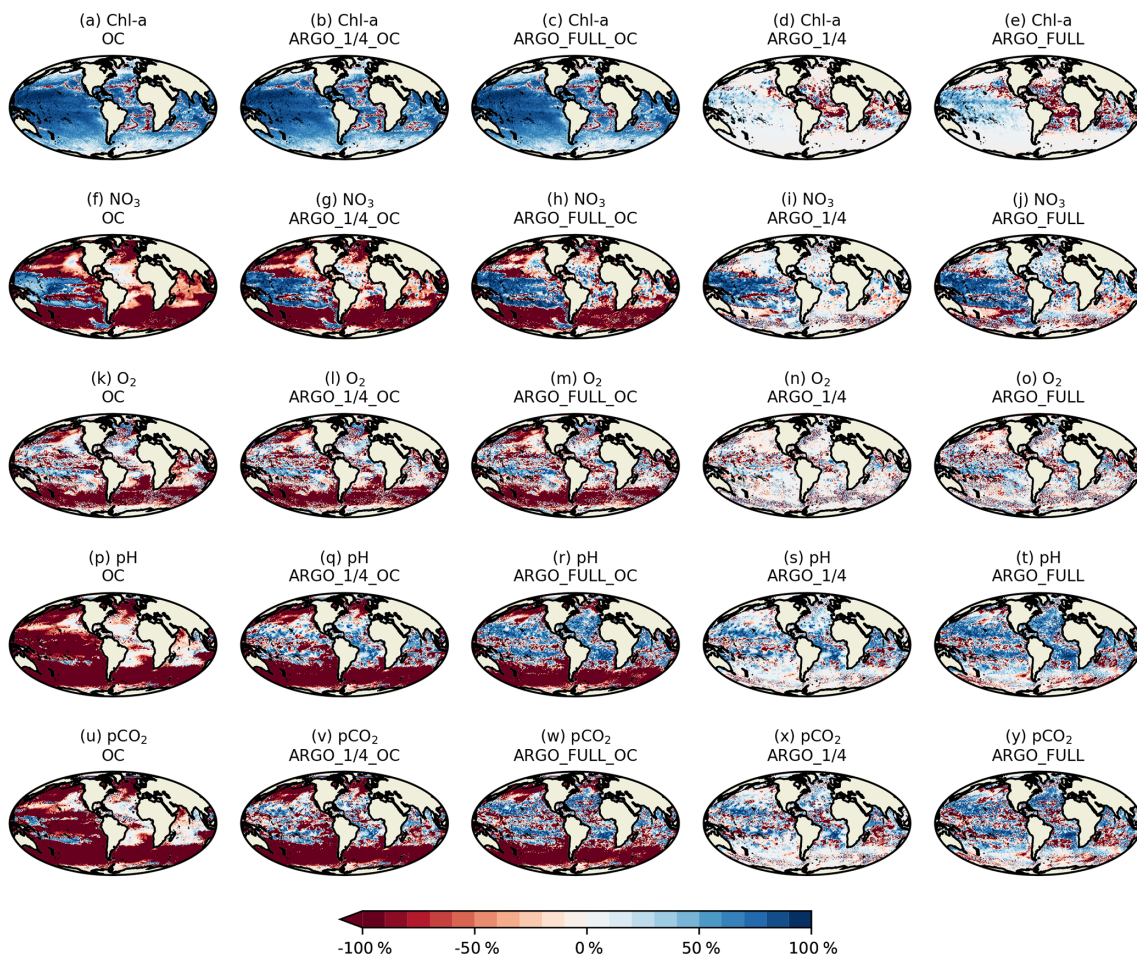 (a) Chl-a
OC
(b) Chl-a
ARGO_1/4_OC
(c) Chl-a
ARGO_FULL_OC
(d) Chl-a
ARGO_1/4
(e) Chl-a
ARGO_FULL
(f) NO₃
OC
(g) NO₃
ARGO_1/4_OC
(h) NO₃
ARGO_FULL_OC
(i) NO₃
ARGO_1/4
(j) NO₃
ARGO_FULL
(k) O₂
OC
(l) O₂
ARGO_1/4_OC
(m) O₂
ARGO_FULL_OC
(n) O₂
ARGO_1/4
(o) O₂
ARGO_FULL
(p) pH
OC
(q) pH
ARGO_1/4_OC
(r) pH
ARGO_FULL_OC
(s) pH
ARGO_1/4
(t) pH
ARGO_FULL
(u) pCO₂
OC
(v) pCO₂
ARGO_1/4_OC
(w) pCO₂
ARGO_FULL_OC
(x) pCO₂
ARGO_1/4
(y) pCO₂
ARGO_FULL
-100 % -50 % 0 % 50 % 100 %